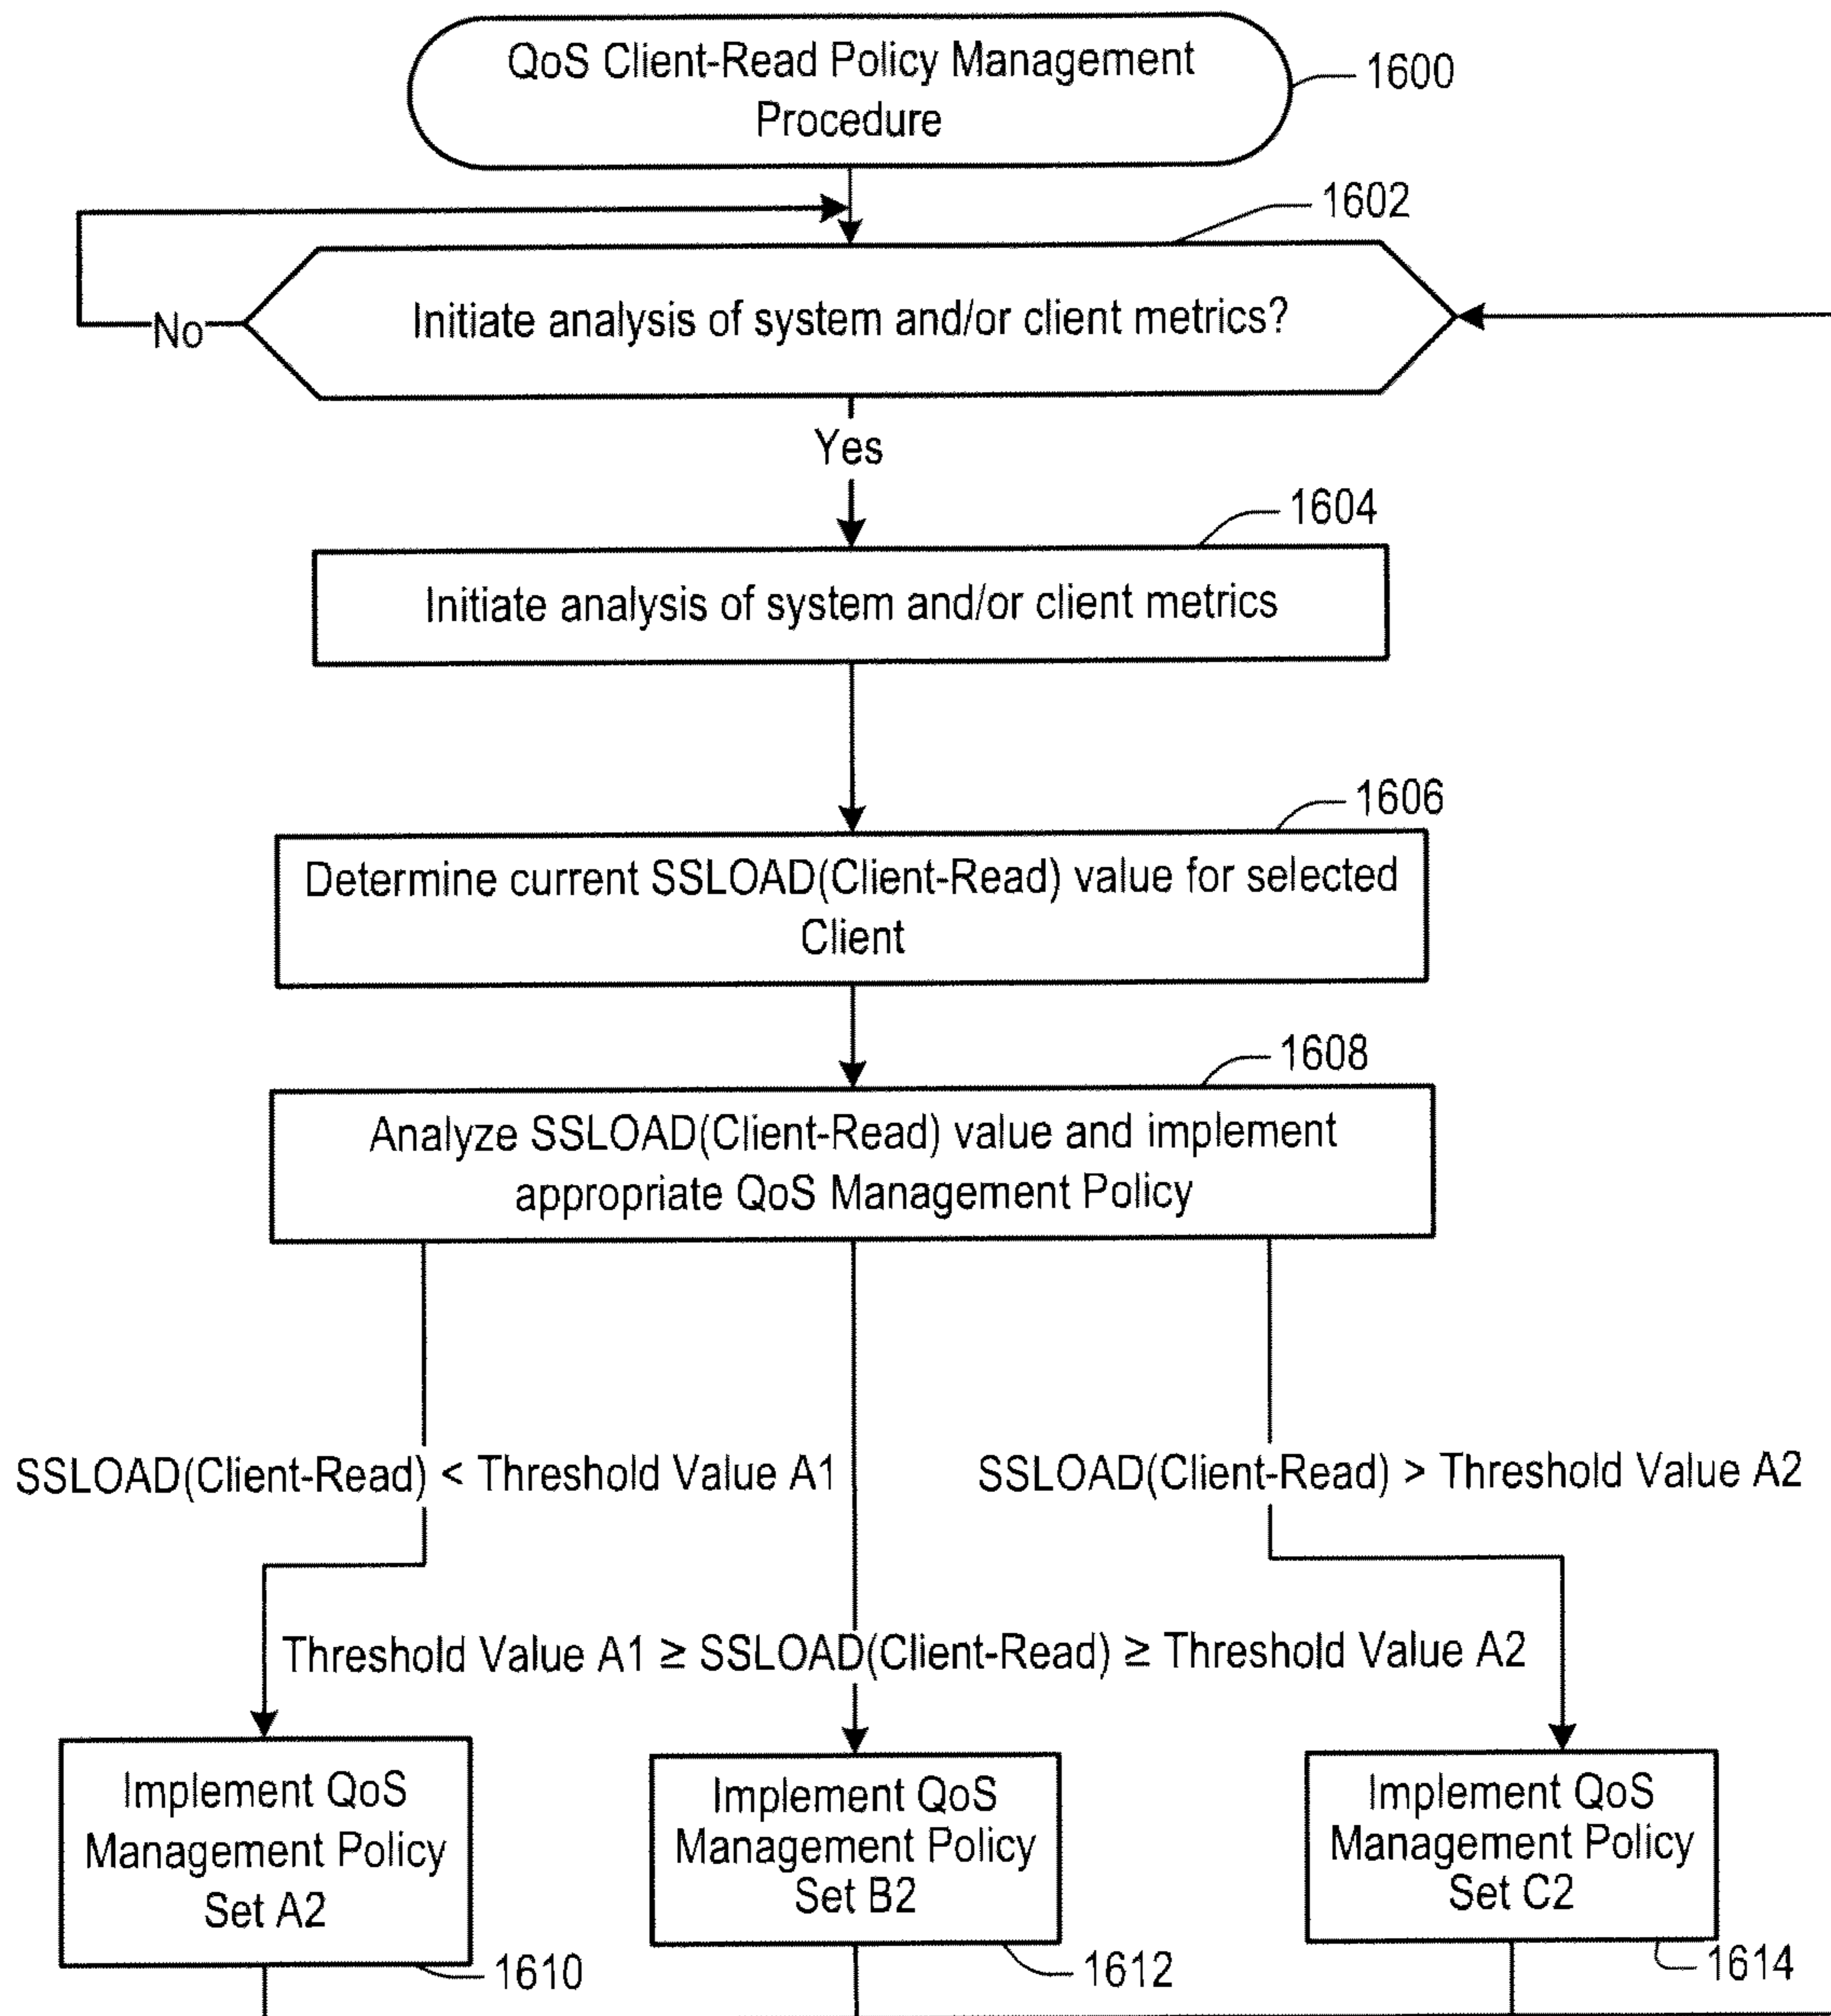 QoS Client-Read Policy Management
Procedure
1600
1602
Initiate analysis of system and/or client metrics?
No
Yes
1604
Initiate analysis of system and/or client metrics
1606
Determine current SSLOAD(Client-Read) value for selected
Client
1608
Analyze SSLOAD(Client-Read) value and implement
appropriate QoS Management Policy
SSLOAD(Client-Read) < Threshold Value A1
SSLOAD(Client-Read) > Threshold Value A2
Threshold Value A1 ≥ SSLOAD(Client-Read) ≥ Threshold Value A2
Implement QoS
Management Policy
Set A2
1610
Implement QoS
Management Policy
Set B2
1612
Implement QoS
Management Policy
Set C2
1614